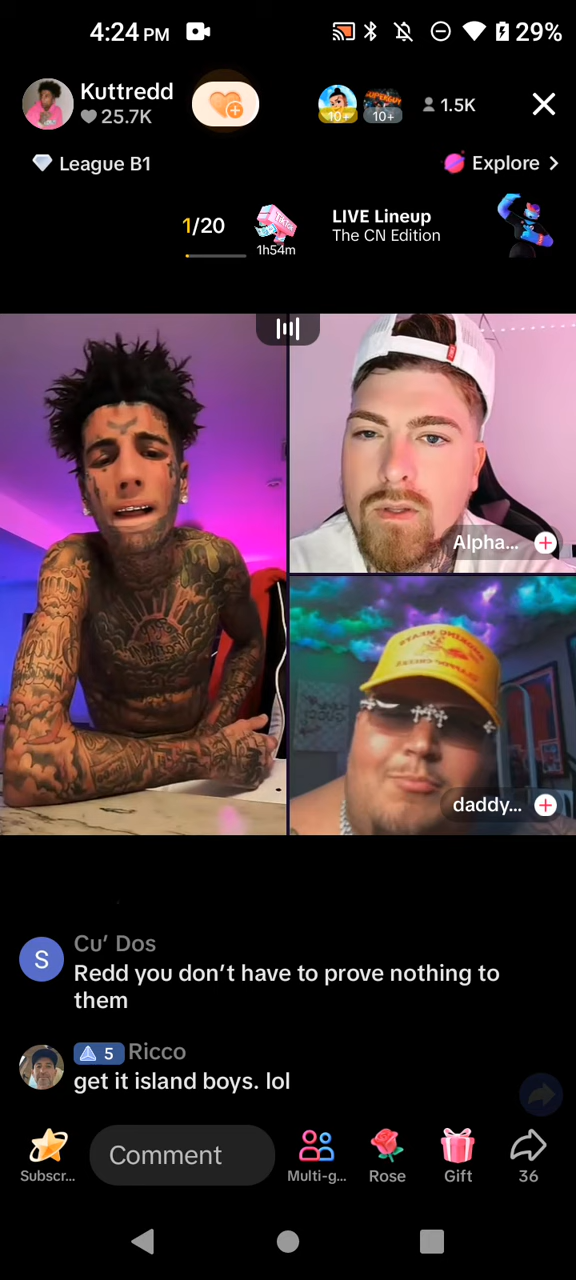 4:24 PM
29%
Kuttredd
25.7K
10+
10+
1.5K
League B1
Explore
1/20
1h54m
LIVE Lineup
The CN Edition
Alpha...
daddy...
S
Cu’ Dos
Redd you don’t have to prove nothing to
them
5 Ricco
get it island boys. lol
Subscr...
Comment
Multi-g...
Rose
Gift
36